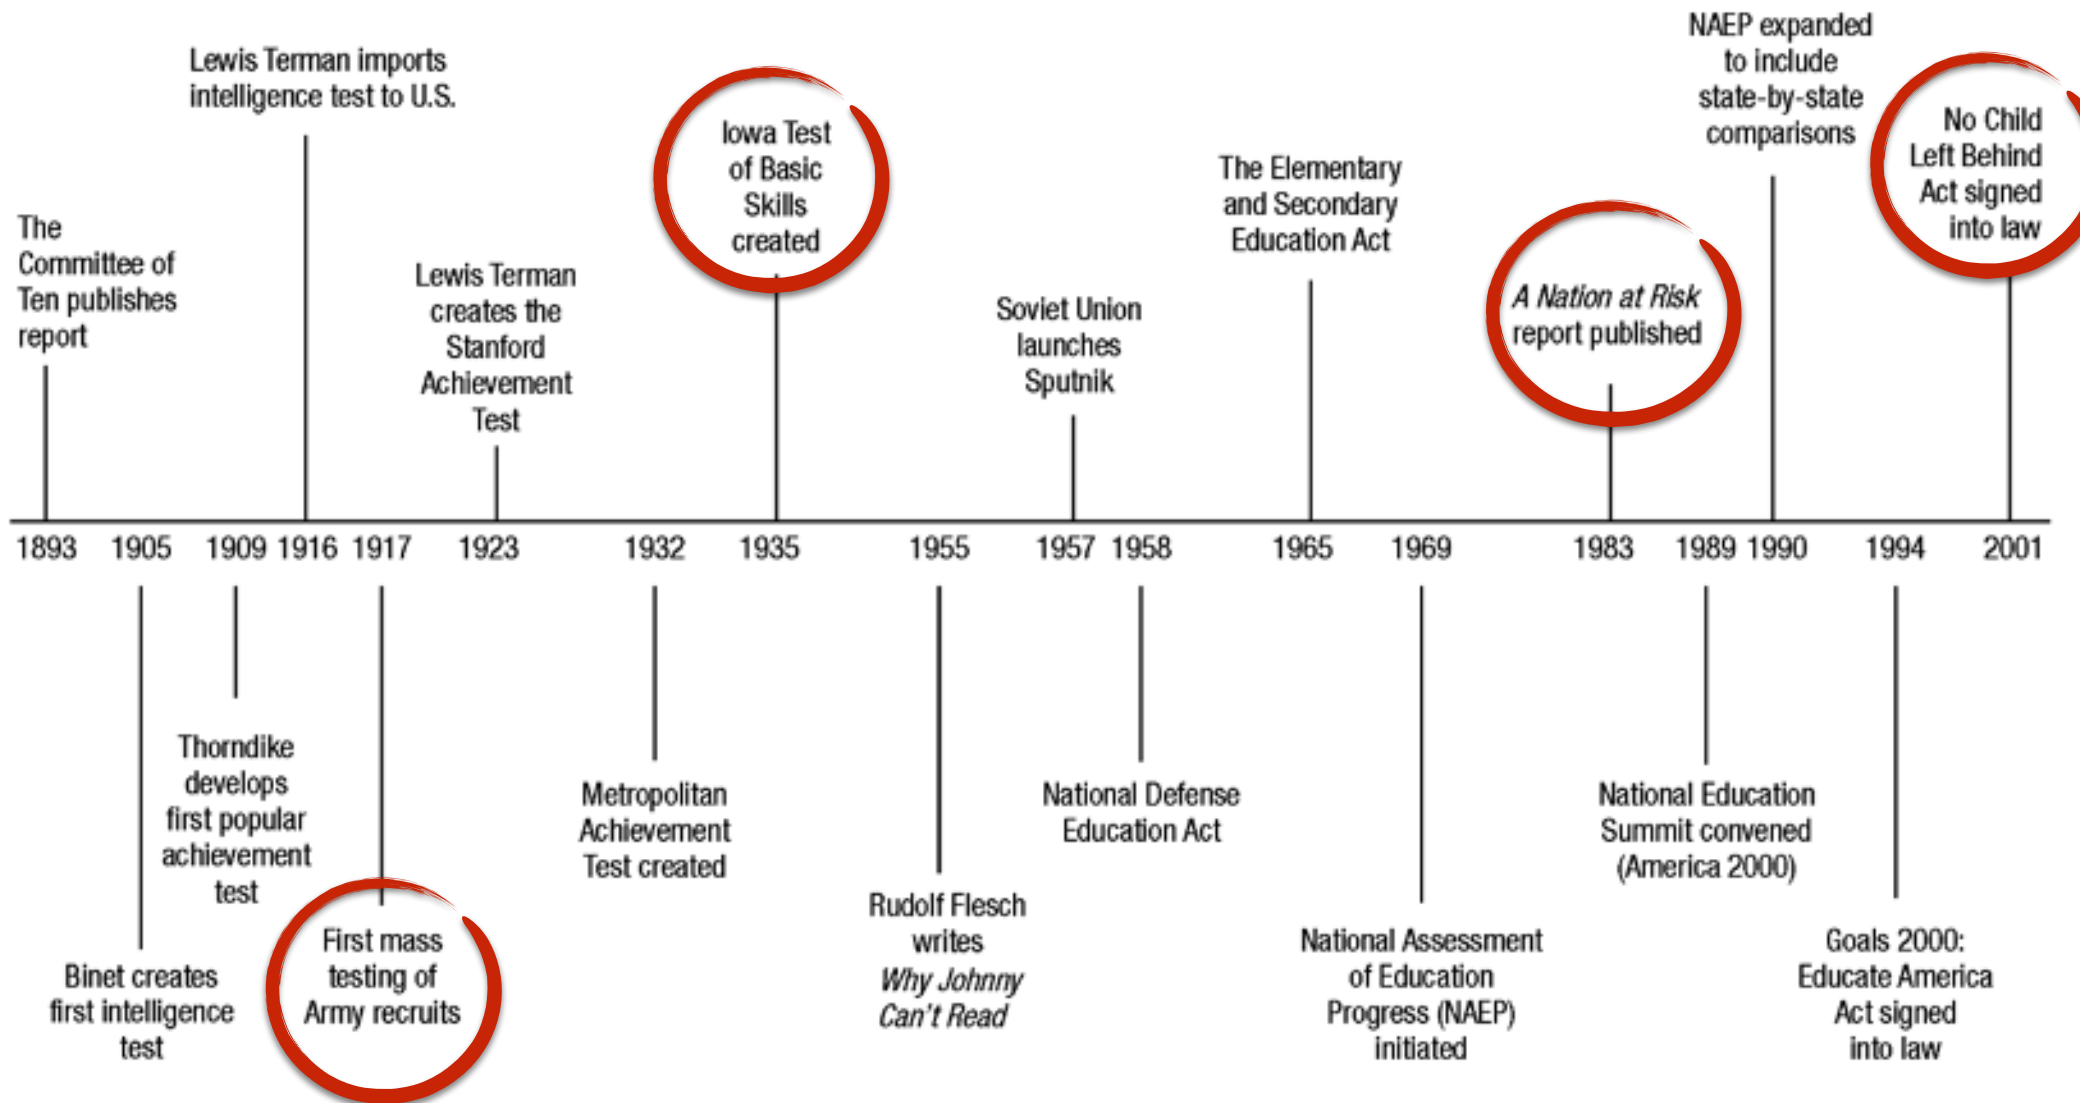 The
Committee of
Ten publishes
report
Lewis Terman imports
intelligence test to U.S.
Lewis Terman
creates the
Stanford
Achievement
Test
Iowa Test
of Basic
Skills
created
Soviet Union
launches
Sputnik
The Elementary
and Secondary
Education Act
A Nation at Risk
report published
NAEP expanded
to include
state-by-state
comparisons
No Child
Left Behind
Act signed
into law
1893 1905 1909 1916 1917 1923 1932 1935 1955 1957 1958 1965 1969 1983 1989 1990 1994 2001
Binet creates
first intelligence
test
Thorndike
develops
first popular
achievement
test
First mass
testing of
Army recruits
Metropolitan
Achievement
Test created
Rudolf Flesch
writes
Why Johnny
Can't Read
National Defense
Education Act
National Assessment
of Education
Progress (NAEP)
initiated
National Education
Summit convened
(America 2000)
Goals 2000:
Educate America
Act signed
into law